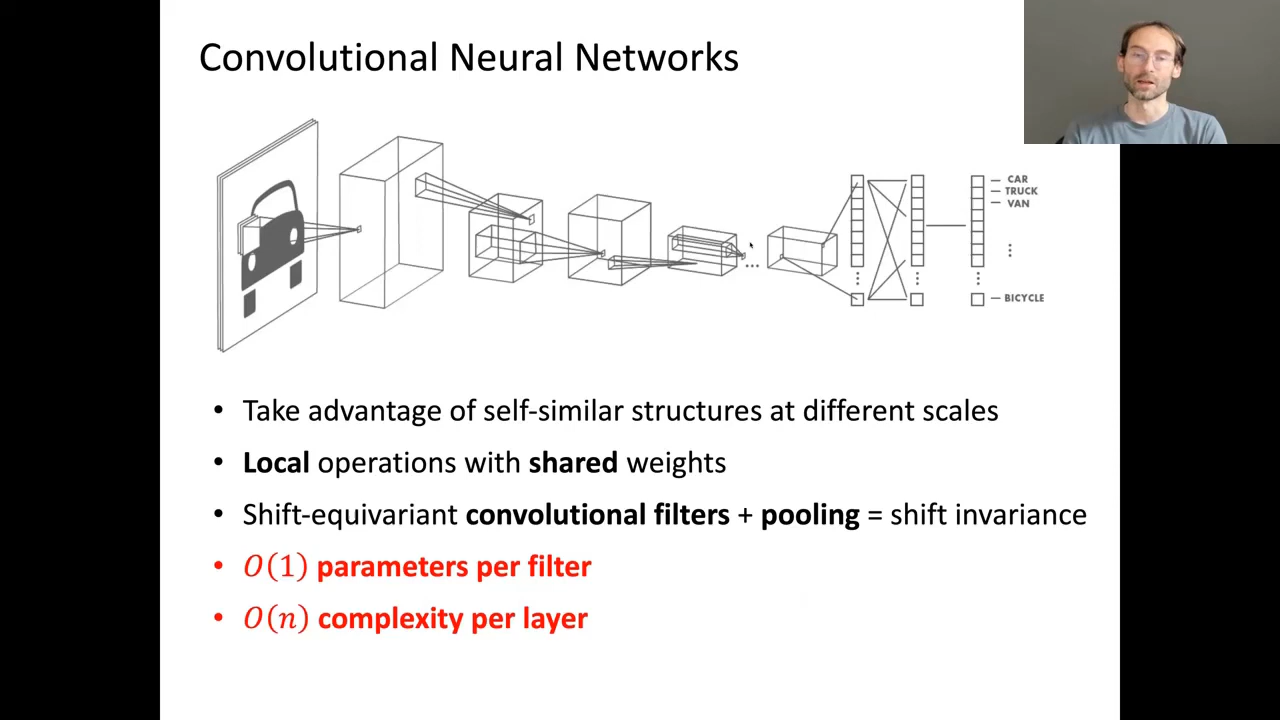 Convolutional Neural Networks
CAR
TRUCK
VAN
...
BICYCLE
• Take advantage of self-similar structures at different scales
• Local operations with shared weights
• Shift-equivariant convolutional filters + pooling = shift invariance
• O(1) parameters per filter
• O(n) complexity per layer